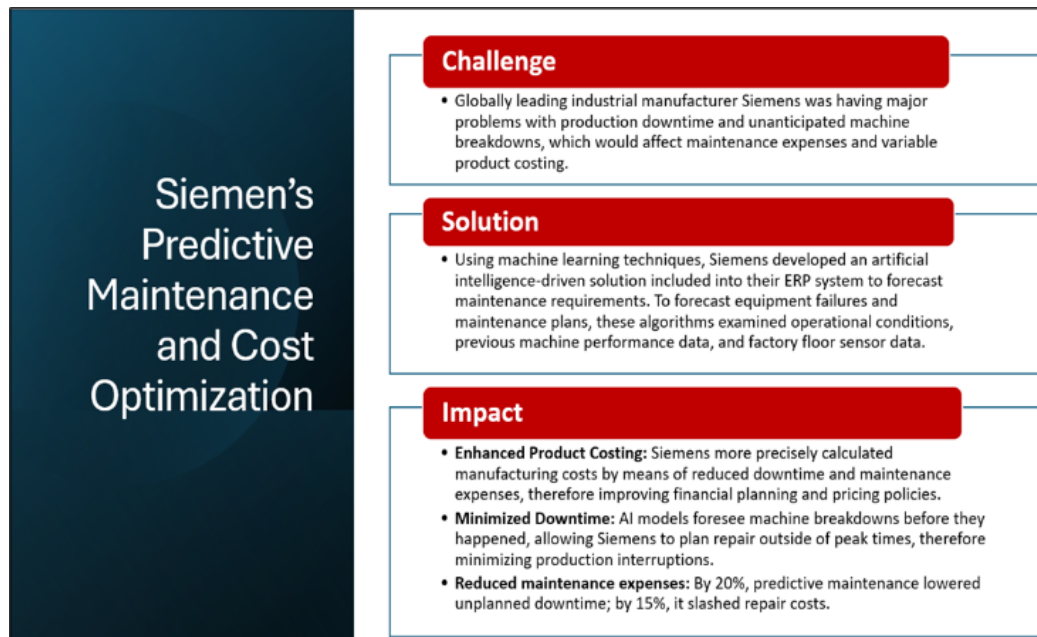 Siemen's
Predictive
Maintenance
and Cost
Optimization
Challenge
• Globally leading industrial manufacturer Siemens was having major
problems with production downtime and unanticipated machine
breakdowns, which would affect maintenance expenses and variable
product costing.
Solution
• Using machine learning techniques, Siemens developed an artificial
intelligence-driven solution included into their ERP system to forecast
maintenance requirements. To forecast equipment failures and
maintenance plans, these algorithms examined operational conditions,
previous machine performance data, and factory floor sensor data.
Impact
• Enhanced Product Costing: Siemens more precisely calculated
manufacturing costs by means of reduced downtime and maintenance
expenses, therefore improving financial planning and pricing policies.
• Minimized Downtime: AI models foresee machine breakdowns before they
happened, allowing Siemens to plan repair outside of peak times, therefore
minimizing production interruptions.
• Reduced maintenance expenses: By 20%, predictive maintenance lowered
unplanned downtime; by 15%, it slashed repair costs.